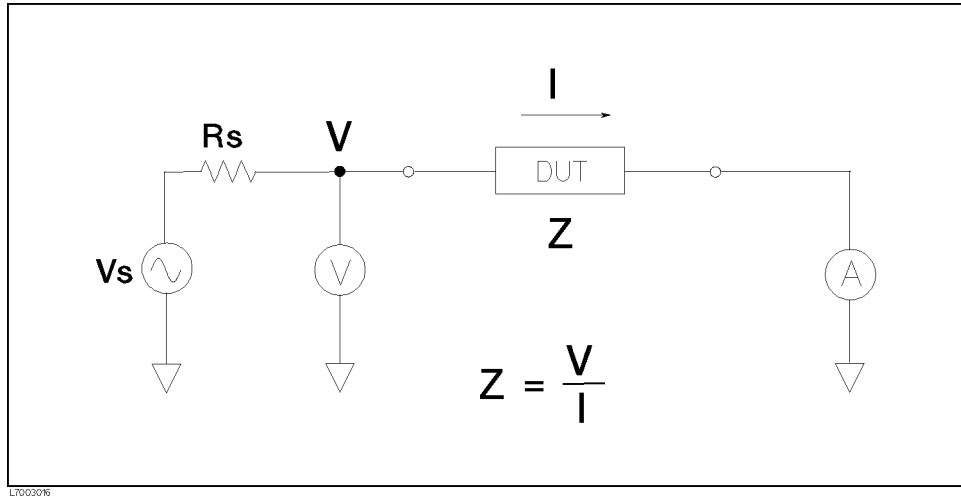 I
Rs
V
DUT
Z
Vs
V
A
Z = V/I
L7003016